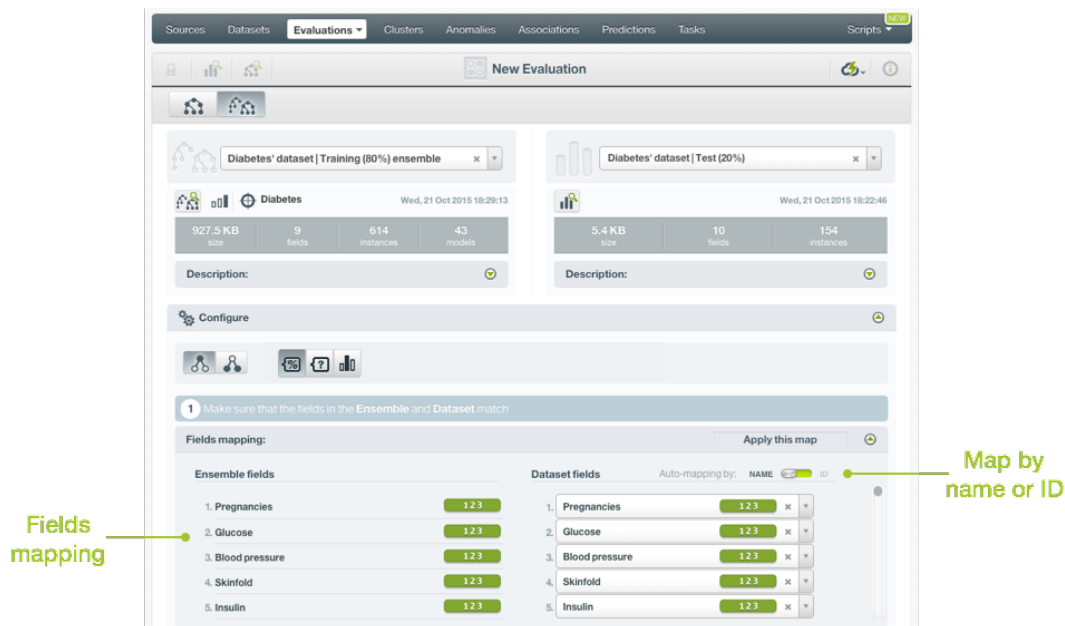 NEW
Sources Datasets Evaluations Clusters Anomalies Associations Predictions Tasks Scripts
New Evaluation
Diabetes' dataset | Training (80%) ensemble
Diabetes' dataset | Test (20%)
Diabetes Wed, 21 Oct 2015 18:29:13
Wed, 21 Oct 2015 18:22:46
927.5 KB 9 614 43
size fields instances models
5.4 KB 10 154
size fields instances
Description:
Description:
Configure
% ?
1 Make sure that the fields in the Ensemble and Dataset match
Fields mapping: Apply this map
Ensemble fields
Dataset fields Auto-mapping by: NAME ID
1. Pregnancies 123 1. Pregnancies 123
2. Glucose 123 2. Glucose 123
3. Blood pressure 123 3. Blood pressure 123
4. Skinfold 123 4. Skinfold 123
5. Insulin 123 5. Insulin 123
Fields
mapping
Map by
name or ID